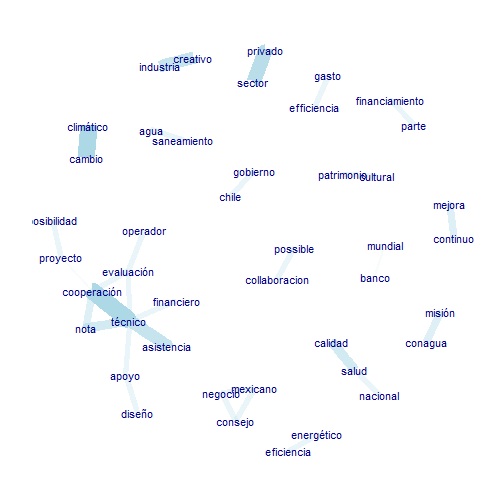 privado
creativo
industria
gasto
sector
financiamiento
efficiencia
climático
parte
agua
saneamiento
cambio
gobierno
patrimonio
cultural
chile
mejora
osibilidad
operador
continuo
mundial
possible
proyecto
evaluación
banco
collaboracion
cooperación
financiero
misión
técnico
nota
calidad
conagua
asistencia
salud
apoyo
mexicano
negocio
nacional
diseño
consejo
energético
eficiencia